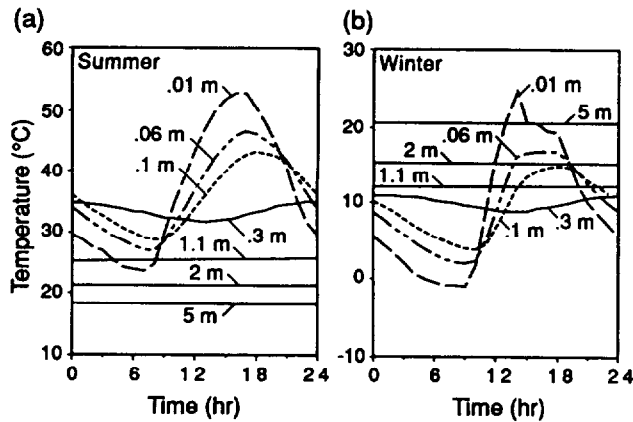 (a)
Summer
Temperature (°C)
60
50
40
30
20
10
.01 m
.06 m
.1 m
.3 m
1.1 m
2 m
5 m
0 6 12 18 24
Time (hr)
(b)
Winter
30
20
10
0
-10
.01 m
5 m
.06 m
2 m
1.1 m
.1 m
.3 m
0 6 12 18 24
Time (hr)